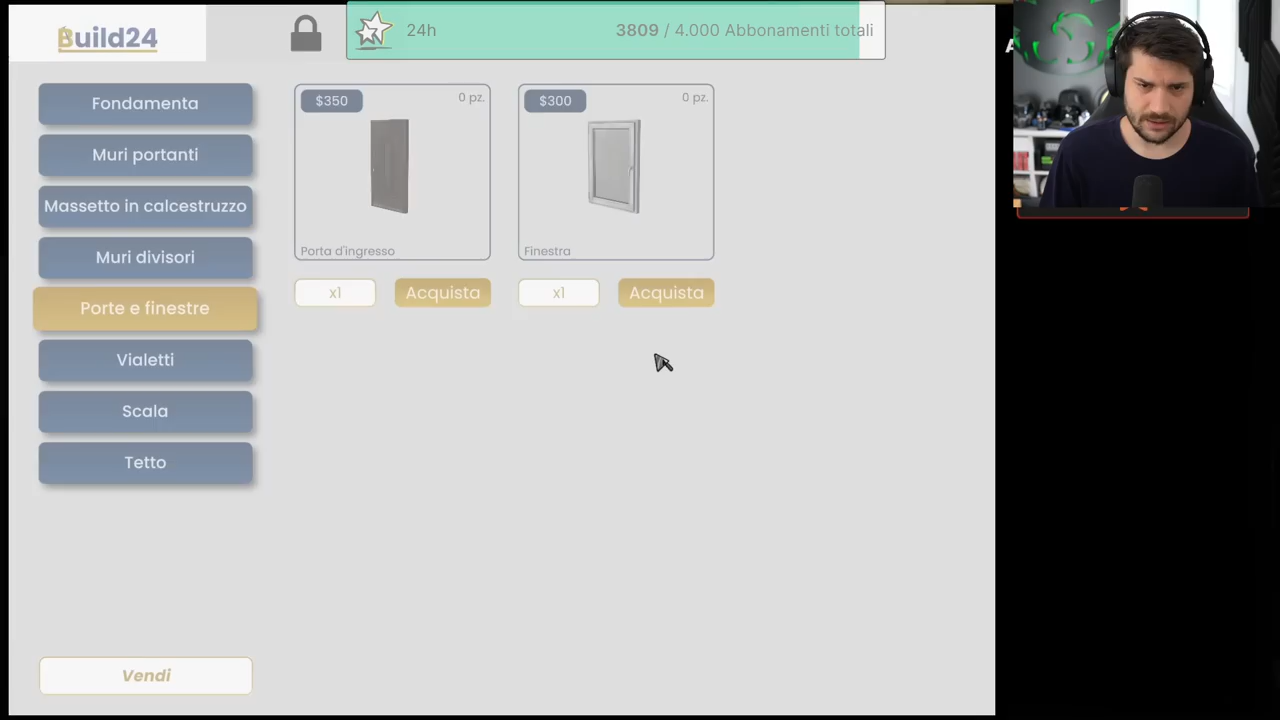 Build24
24h
3809 / 4.000 Abbonamenti totali
Fondamenta
Muri portanti
Massetto in calcestruzzo
Muri divisori
Porte e finestre
Vialetti
Scala
Tetto
Vendi
$350
0 pz.
Porta d'ingresso
x1
Acquista
$300
0 pz.
Finestra
x1
Acquista